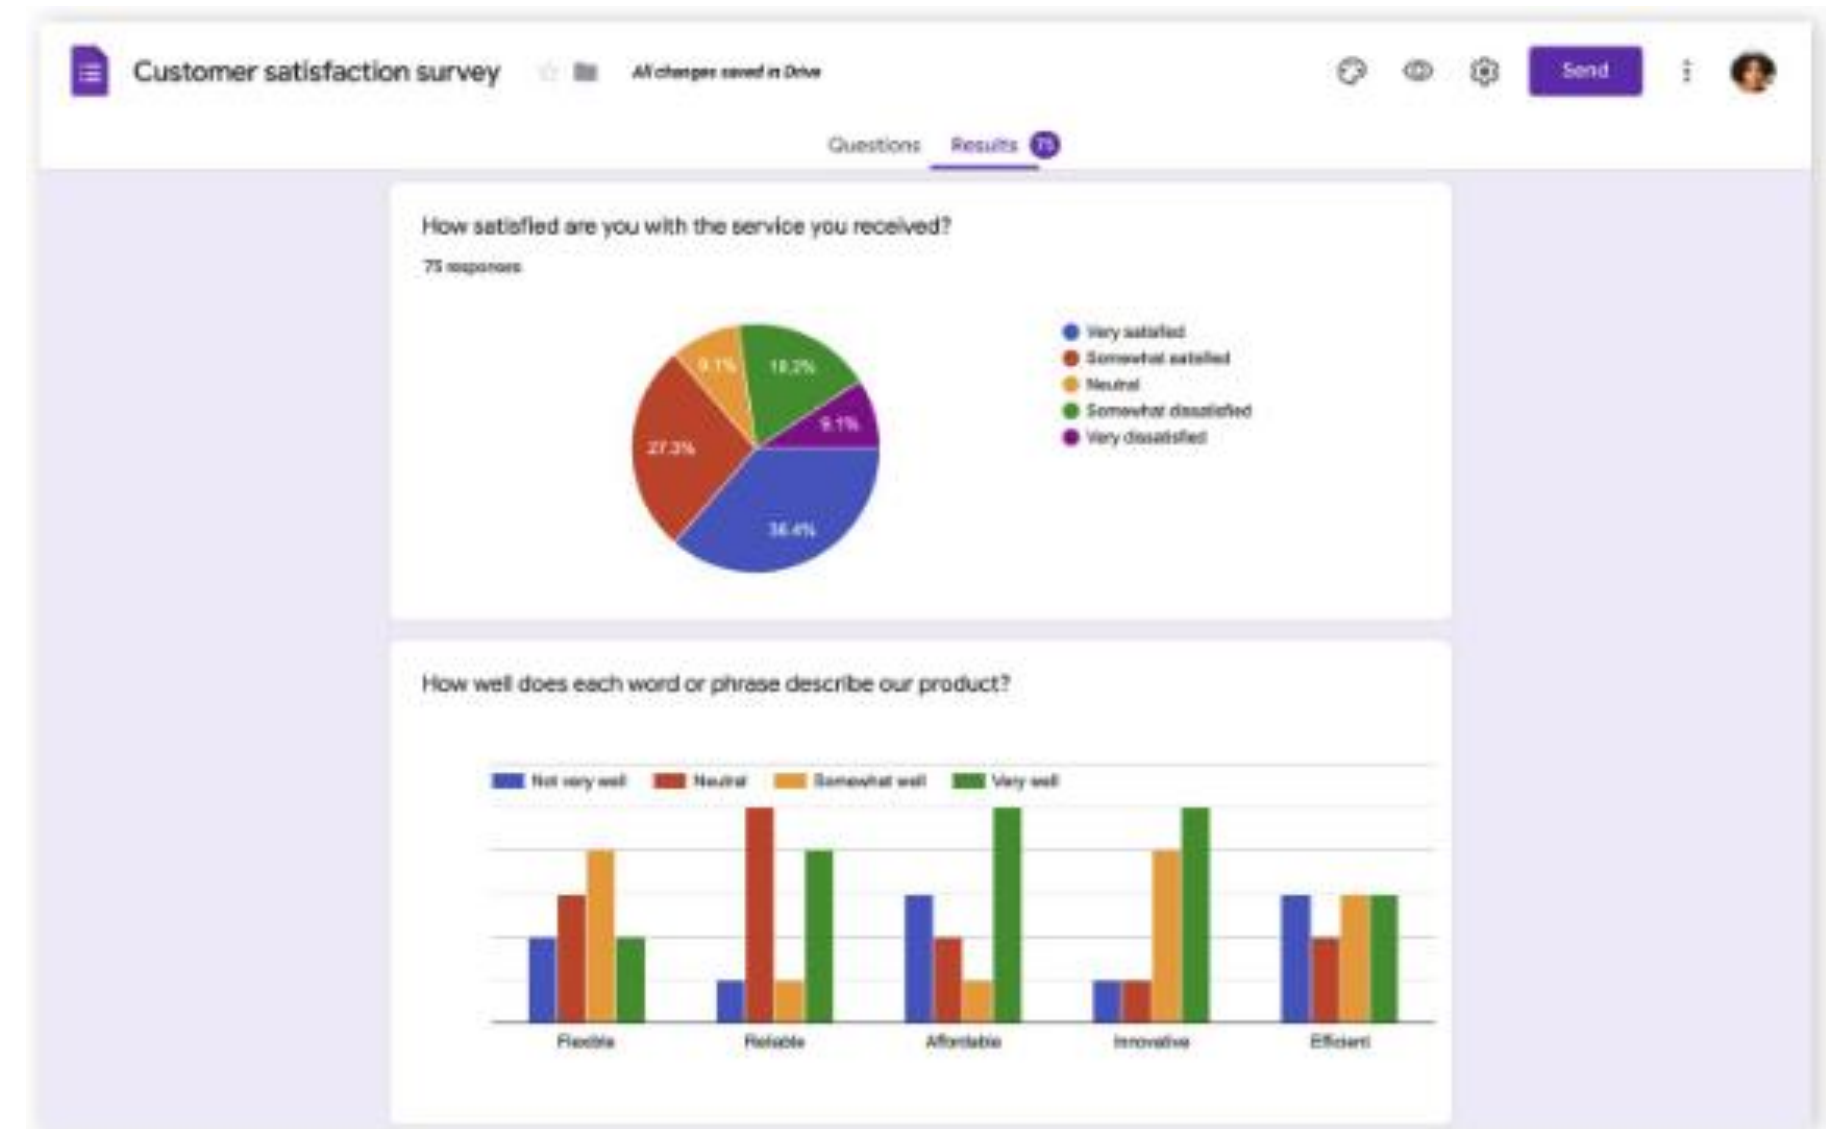 Customer satisfaction survey
All changes saved in Drive
Send
Questions
Results 75
How satisfied are you with the service you received?
75 responses
9.1%
18.2%
9.1%
27.3%
36.4%
Very satisfied
Somewhat satisfied
Neutral
Somewhat dissatisfied
Very dissatisfied
How well does each word or phrase describe our product?
Not very well
Neutral
Somewhat well
Very well
Flexible
Reliable
Affordable
Innovative
Efficient